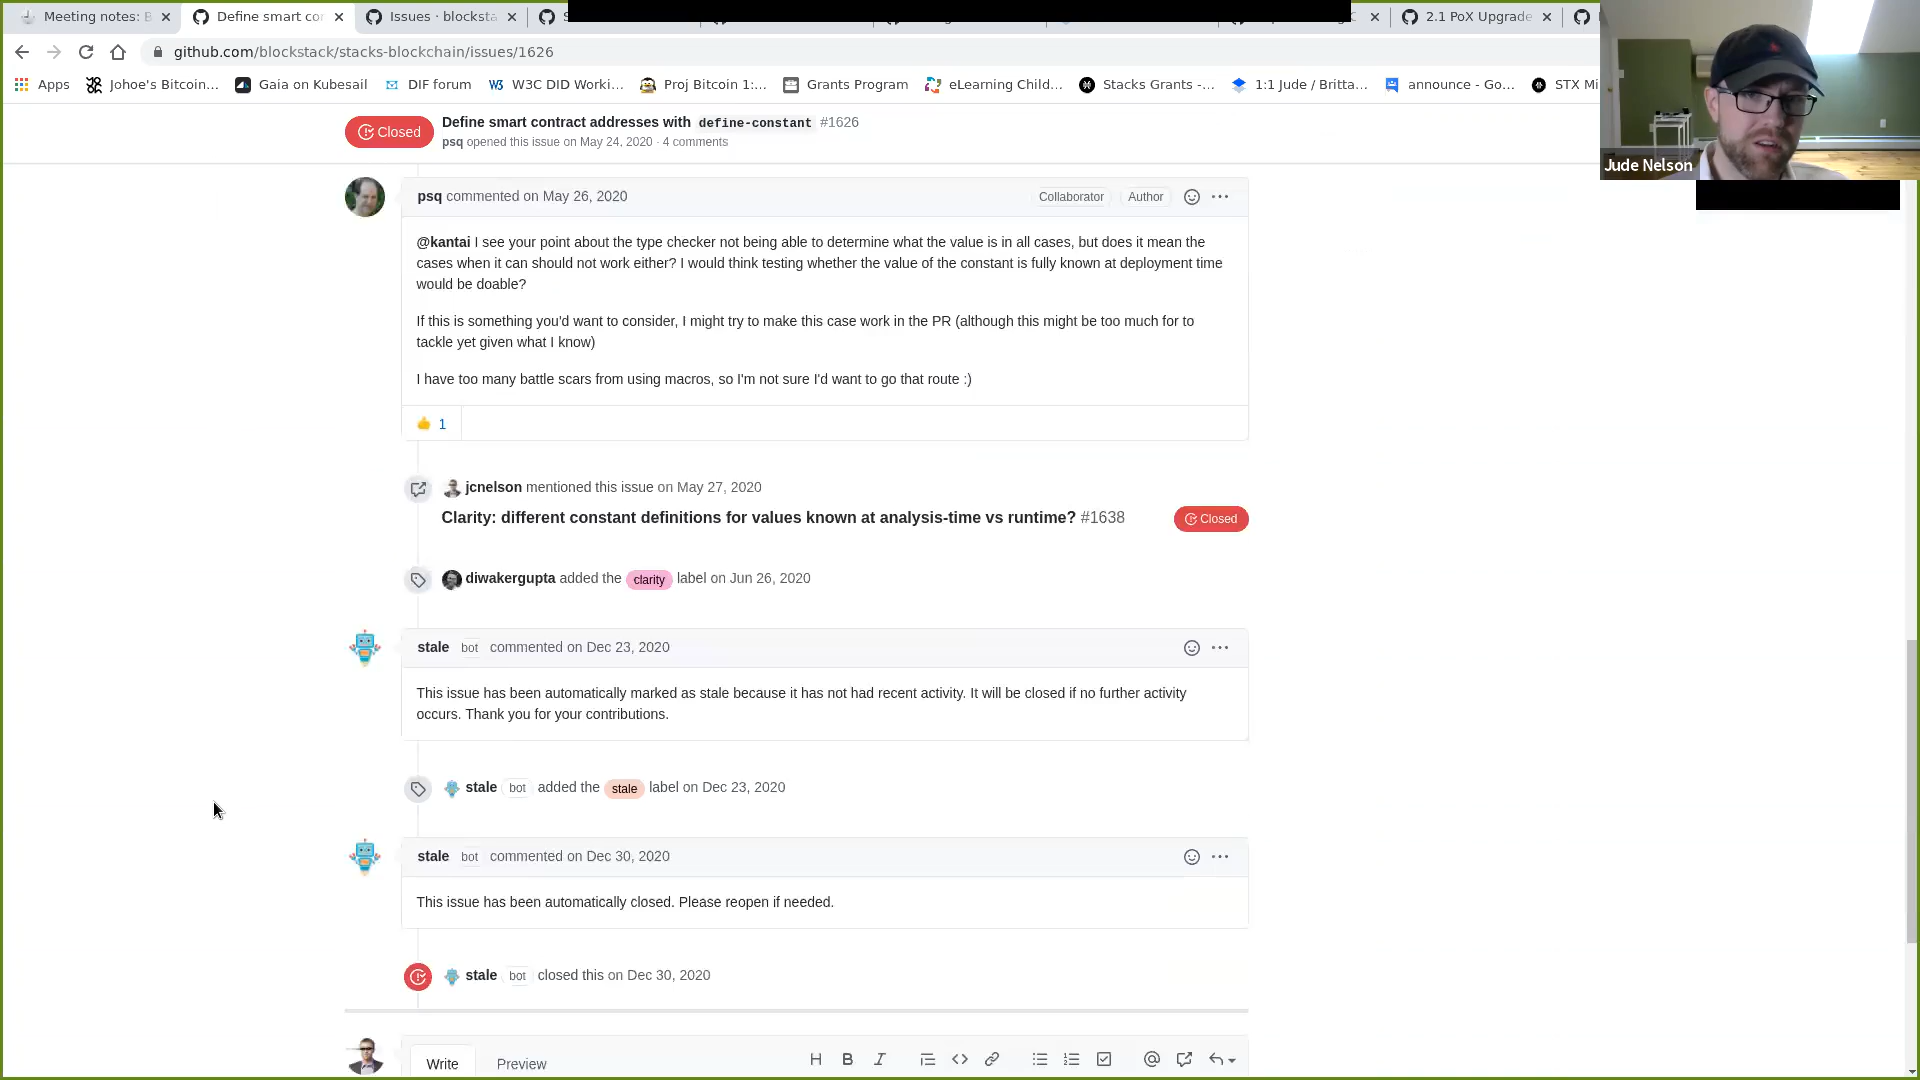 Meeting notes: B
Define smart co
Issues · blocksta
2.1 PoX Upgrade
github.com/blockstack/stacks-blockchain/issues/1626
Apps
Johoe's Bitcoin...
Gaia on Kubesail
DIF forum
W3C DID Worki...
Proj Bitcoin 1:...
Grants Program
eLearning Child...
Stacks Grants -...
1:1 Jude / Britta...
announce - Go...
STX Mi
Jude Nelson
Closed
Define smart contract addresses with define-constant #1626
psq opened this issue on May 24, 2020 · 4 comments
psq commented on May 26, 2020
Collaborator
Author
@kantai I see your point about the type checker not being able to determine what the value is in all cases, but does it mean the
cases when it can should not work either? I would think testing whether the value of the constant is fully known at deployment time
would be doable?
If this is something you'd want to consider, I might try to make this case work in the PR (although this might be too much for to
tackle yet given what I know)
I have too many battle scars from using macros, so I'm not sure I'd want to go that route :)
👍 1
jcnelson mentioned this issue on May 27, 2020
Clarity: different constant definitions for values known at analysis-time vs runtime? #1638
Closed
diwakergupta added the clarity label on Jun 26, 2020
stale bot commented on Dec 23, 2020
This issue has been automatically marked as stale because it has not had recent activity. It will be closed if no further activity
occurs. Thank you for your contributions.
stale bot added the stale label on Dec 23, 2020
stale bot commented on Dec 30, 2020
This issue has been automatically closed. Please reopen if needed.
stale bot closed this on Dec 30, 2020
Write
Preview